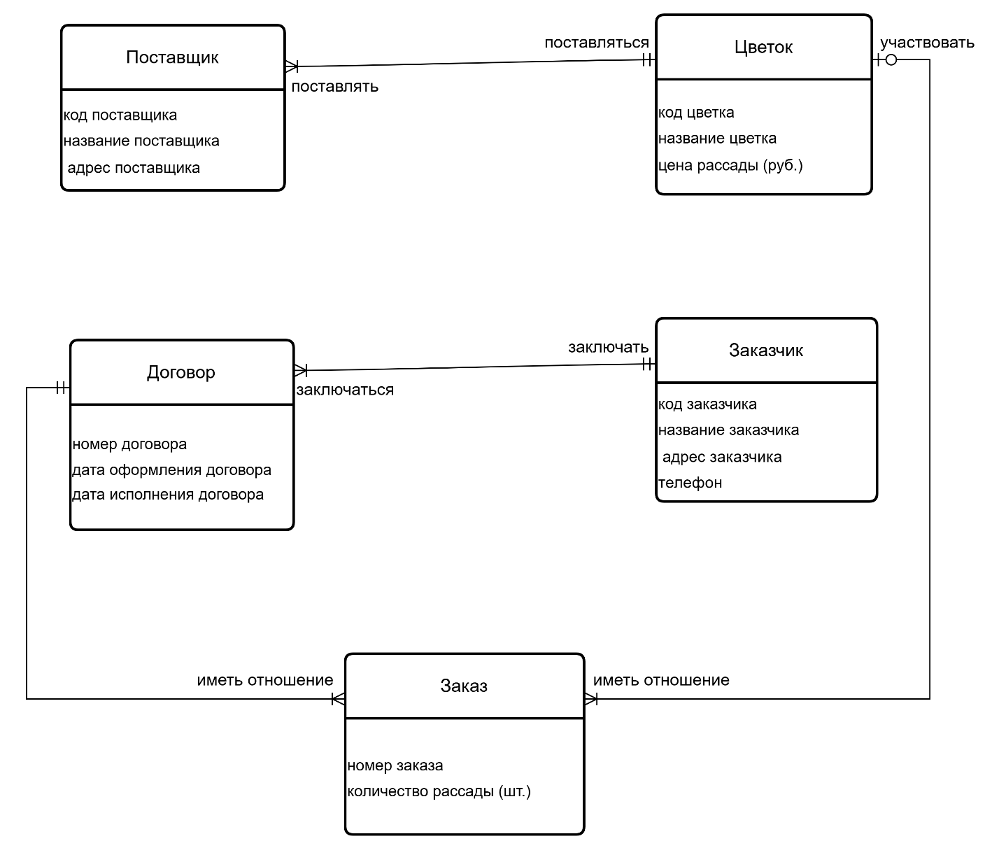 Поставщик
код поставщика
название поставщика
адрес поставщика
поставлять
поставляться
Цветок
код цветка
название цветка
цена рассады (руб.)
участвовать
Договор
номер договора
дата оформления договора
дата исполнения договора
заключаться
заключать
Заказчик
код заказчика
название заказчика
адрес заказчика
телефон
иметь отношение
Заказ
номер заказа
количество рассады (шт.)
иметь отношение